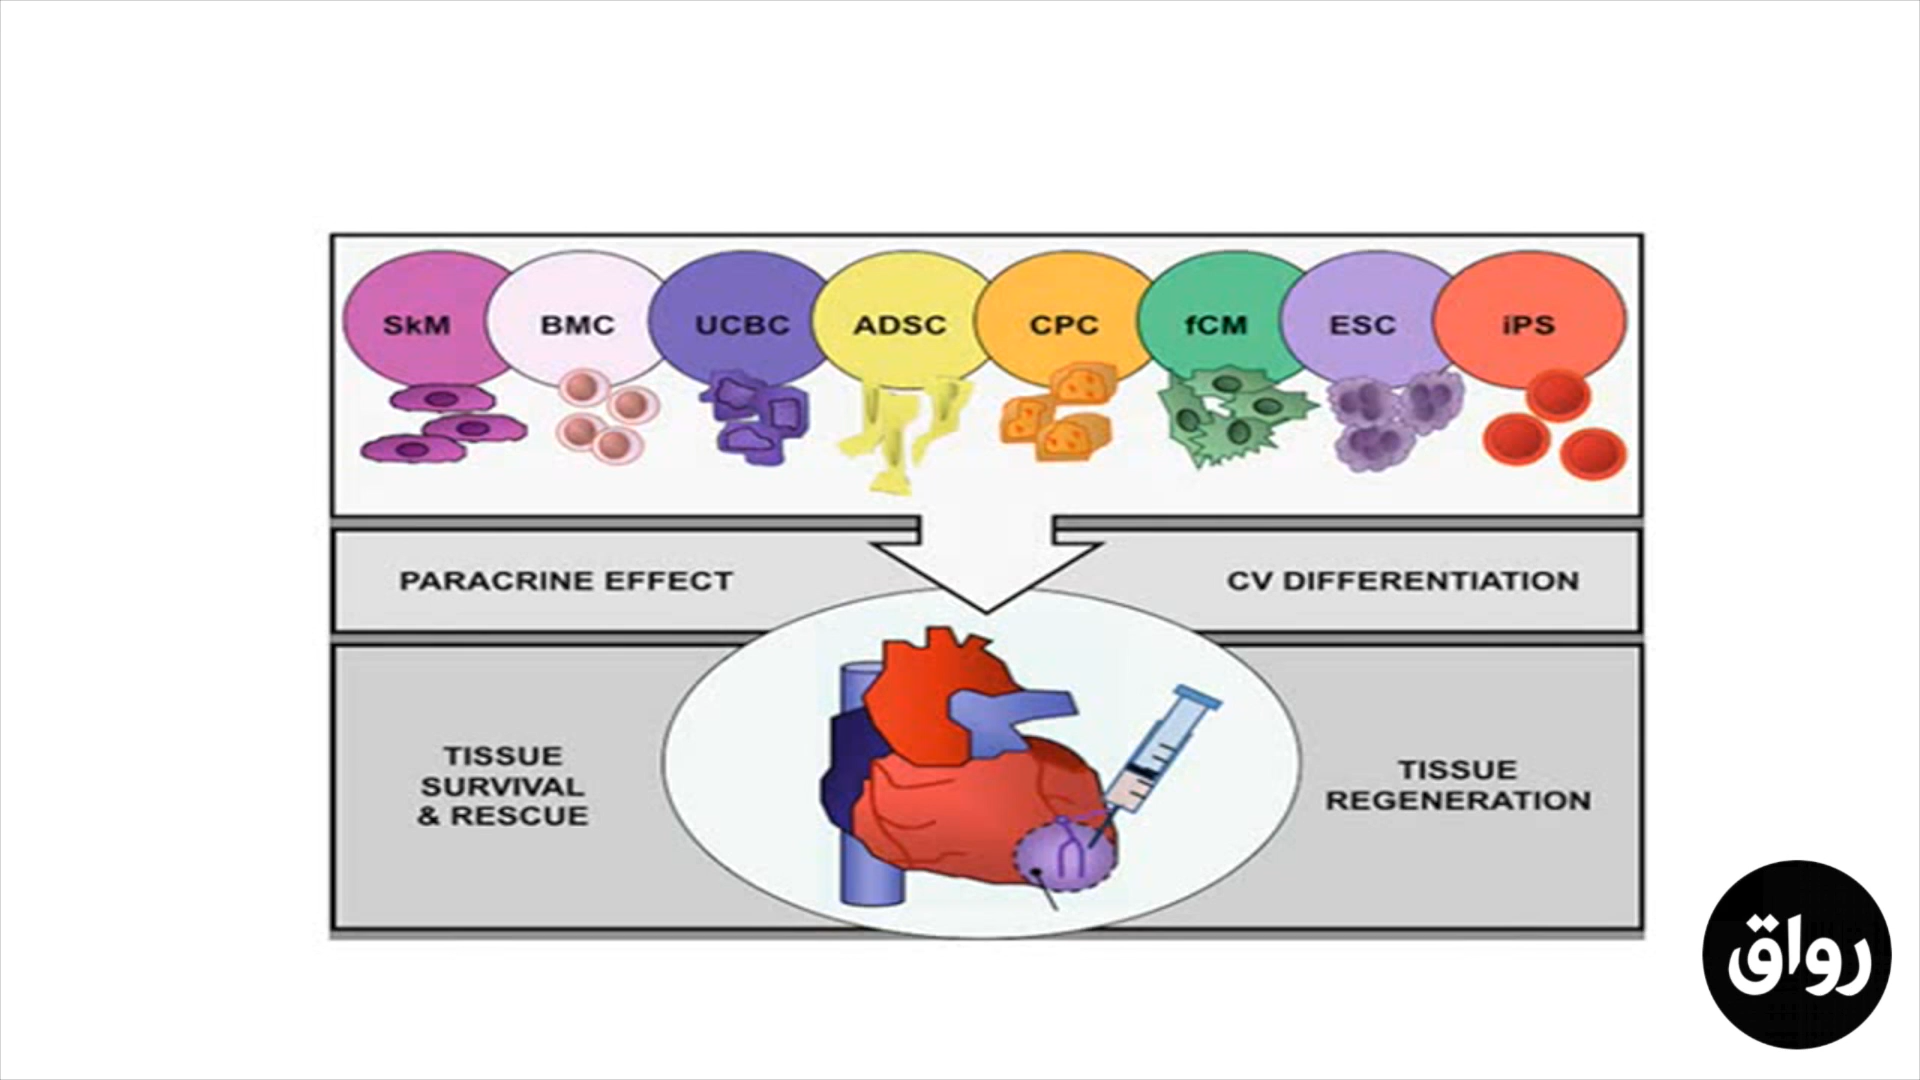 SkM
BMC
UCBC
ADSC
CPC
fCM
ESC
iPS
PARACRINE EFFECT
CV DIFFERENTIATION
TISSUE
SURVIVAL
& RESCUE
TISSUE
REGENERATION
رواق